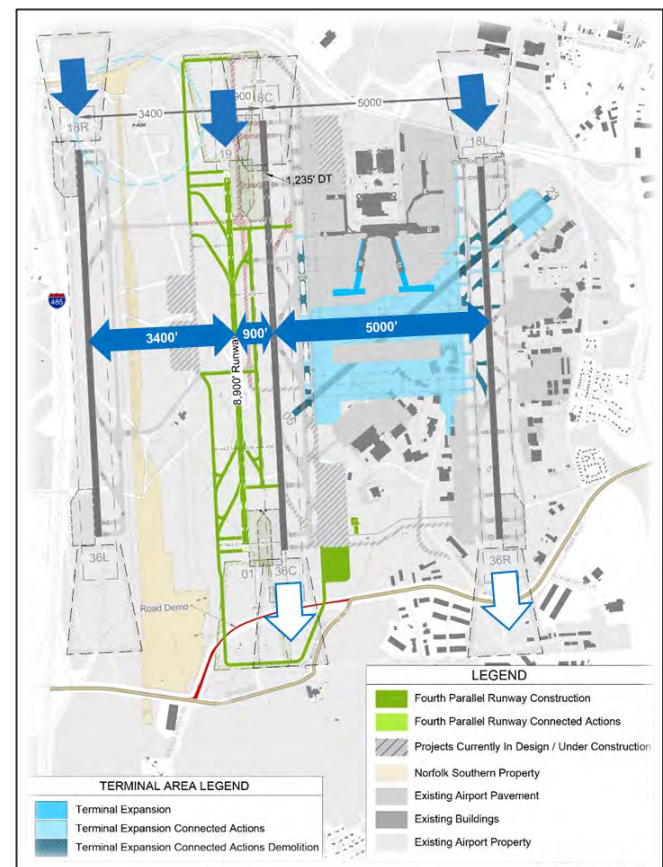 18R
3400
900
18C
5000
18L
19
1,235' DT
23
485
3400'
900'
5000'
8,900' Runway
05
36L
01
36C
36R
Road Demo
LEGEND
Fourth Parallel Runway Construction
Fourth Parallel Runway Connected Actions
Projects Currently In Design / Under Construction
Norfolk Southern Property
Existing Airport Pavement
Existing Buildings
Existing Airport Property
TERMINAL AREA LEGEND
Terminal Expansion
Terminal Expansion Connected Actions
Terminal Expansion Connected Actions Demolition